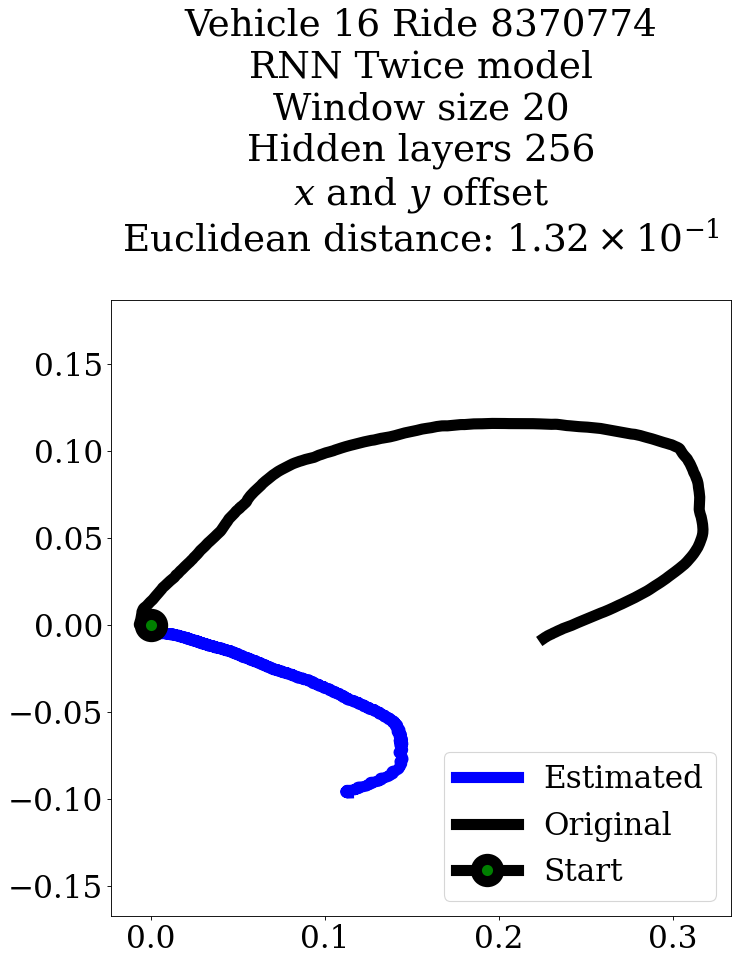 Vehicle 16 Ride 8370774
RNN Twice model
Window size 20
Hidden layers 256
x and y offset
Euclidean distance: 1.32 × 10⁻¹
0.15
0.10
0.05
0.00
−0.05
−0.10
−0.15
Estimated
Original
Start
0.0 0.1 0.2 0.3